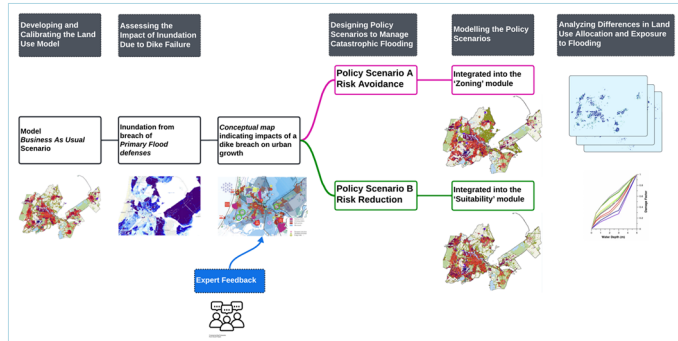 Developing and
Calibrating the Land
Use Model
Assessing the
Impact of Inundation
Due to Dike Failure
Designing Policy
Scenarios to Manage
Catastrophic Flooding
Modelling the Policy
Scenarios
Analyzing Differences in Land
Use Allocation and Exposure
to Flooding
Policy Scenario A
Risk Avoidance
Integrated into the
‘Zoning’ module
Model
Business As Usual
Scenario
Inundation from
breach of
Primary Flood
defenses
Conceptual map
indicating impacts of a
dike breach on urban
growth
Policy Scenario B
Risk Reduction
Integrated into the
‘Suitability’ module
Water Depth (m)
Damage Factor
Expert Feedback